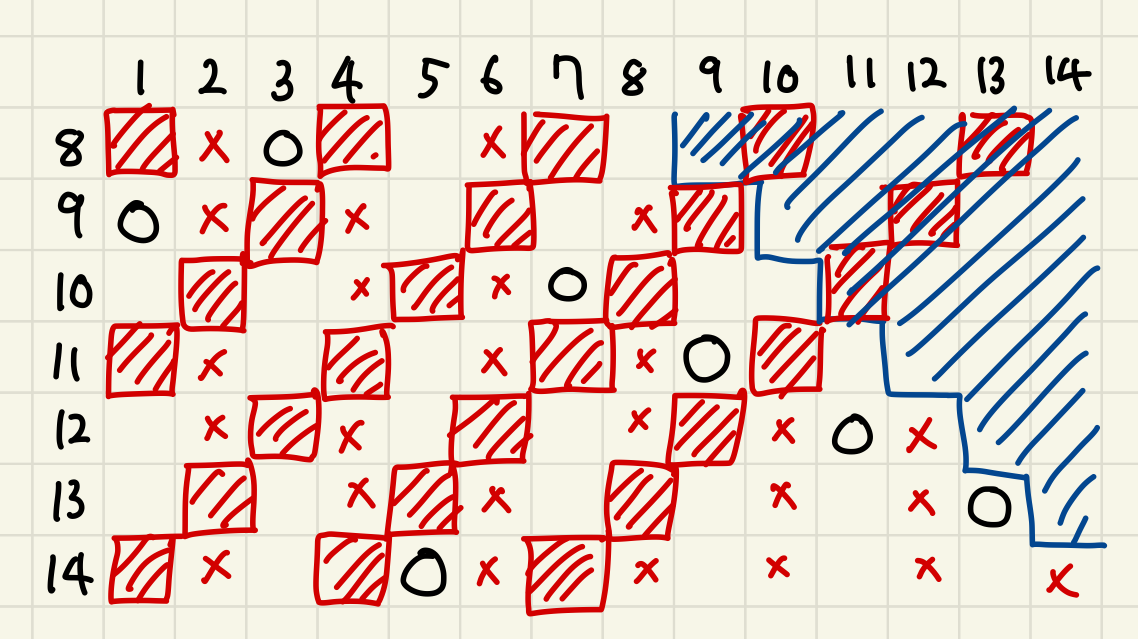 1 2 3 4 5 6 7 8 9 10 11 12 13 14
8 × O ×
9 O × × ×
10 × × O
11 × × × O
12 × × × × O ×
13 × × × × O
14 × O × × × × ×